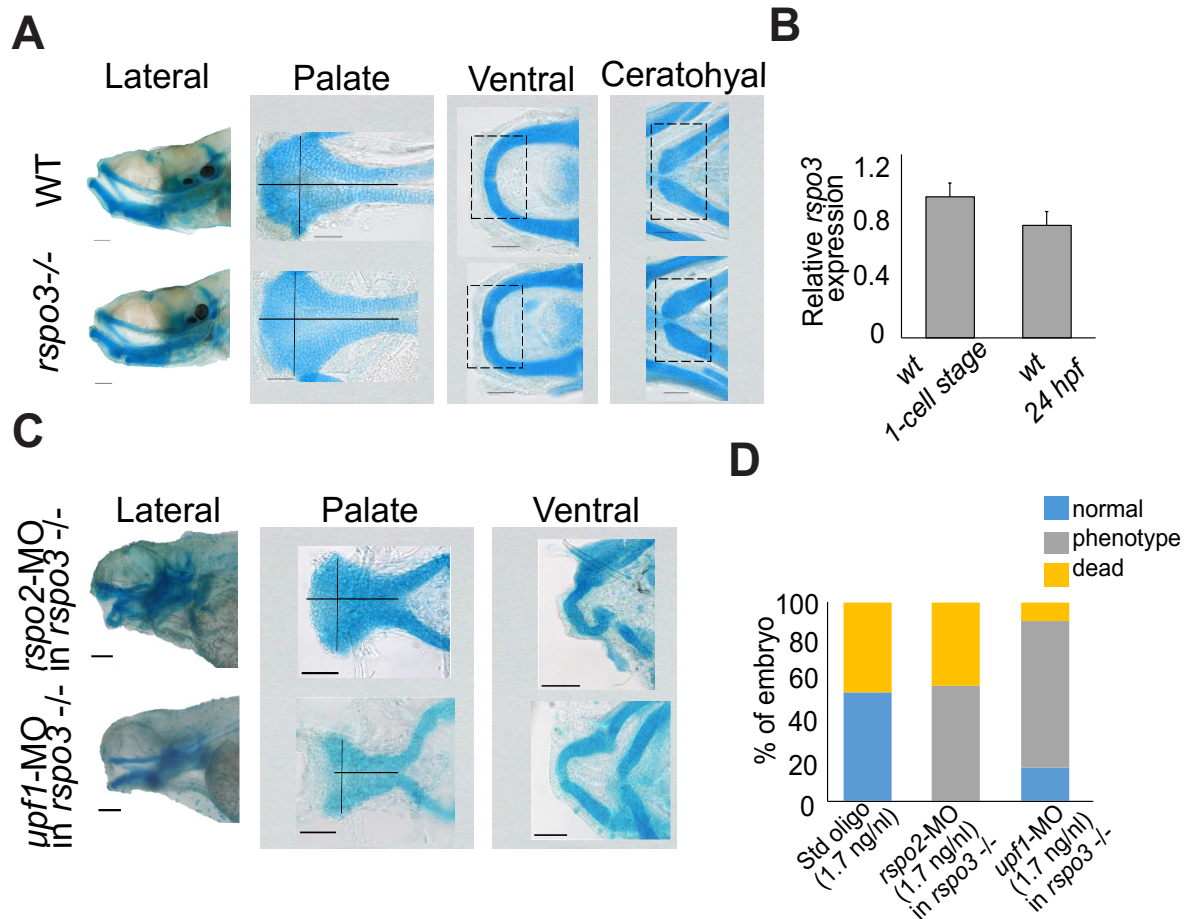 A
Lateral
Palate
Ventral
Ceratohyal
WT
rspo3-/-
B
Relative rspo3
expression
1.2
0.8
0.4
0
wt
1-cell stage
wt
24 hpf
C
Lateral
Palate
Ventral
rspo2-MO
in rspo3 -/-
upf1-MO
in rspo3 -/-
D
normal
phenotype
dead
% of embryo
100
80
60
40
20
0
Std oligo
(1.7 ng/nl)
rspo2-MO
(1.7 ng/nl)
in rspo3 -/-
upf1-MO
(1.7 ng/nl)
in rspo3 -/-